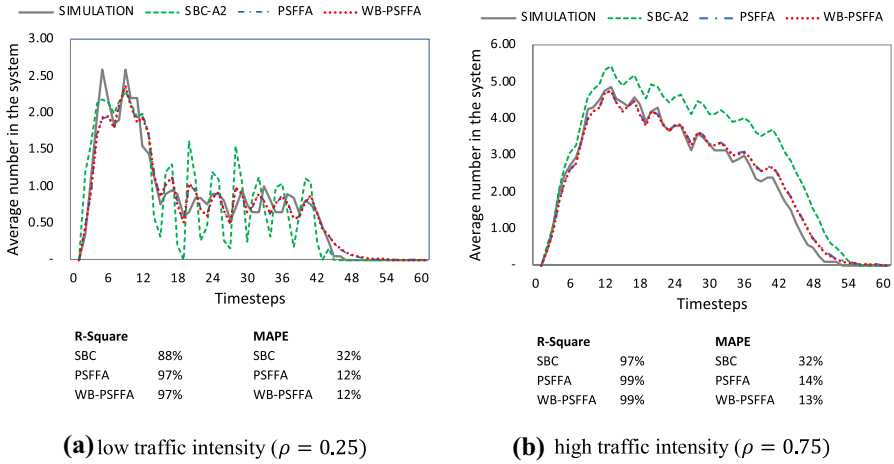 SIMULATION SBC-A2 PSFFA WB-PSFFA
3.00
2.50
2.00
1.50
1.00
0.50
-
Average number in the system
0 6 12 18 24 30 36 42 48 54 60
Timesteps
R-Square MAPE
SBC 88% SBC 32%
PSFFA 97% PSFFA 12%
WB-PSFFA 97% WB-PSFFA 12%
(a) low traffic intensity (ρ = 0.25)
SIMULATION SBC-A2 PSFFA WB-PSFFA
6.00
5.00
4.00
3.00
2.00
1.00
-
Average number in the system
0 6 12 18 24 30 36 42 48 54 60
Timesteps
R-Square MAPE
SBC 97% SBC 32%
PSFFA 99% PSFFA 14%
WB-PSFFA 99% WB-PSFFA 13%
(b) high traffic intensity (ρ = 0.75)